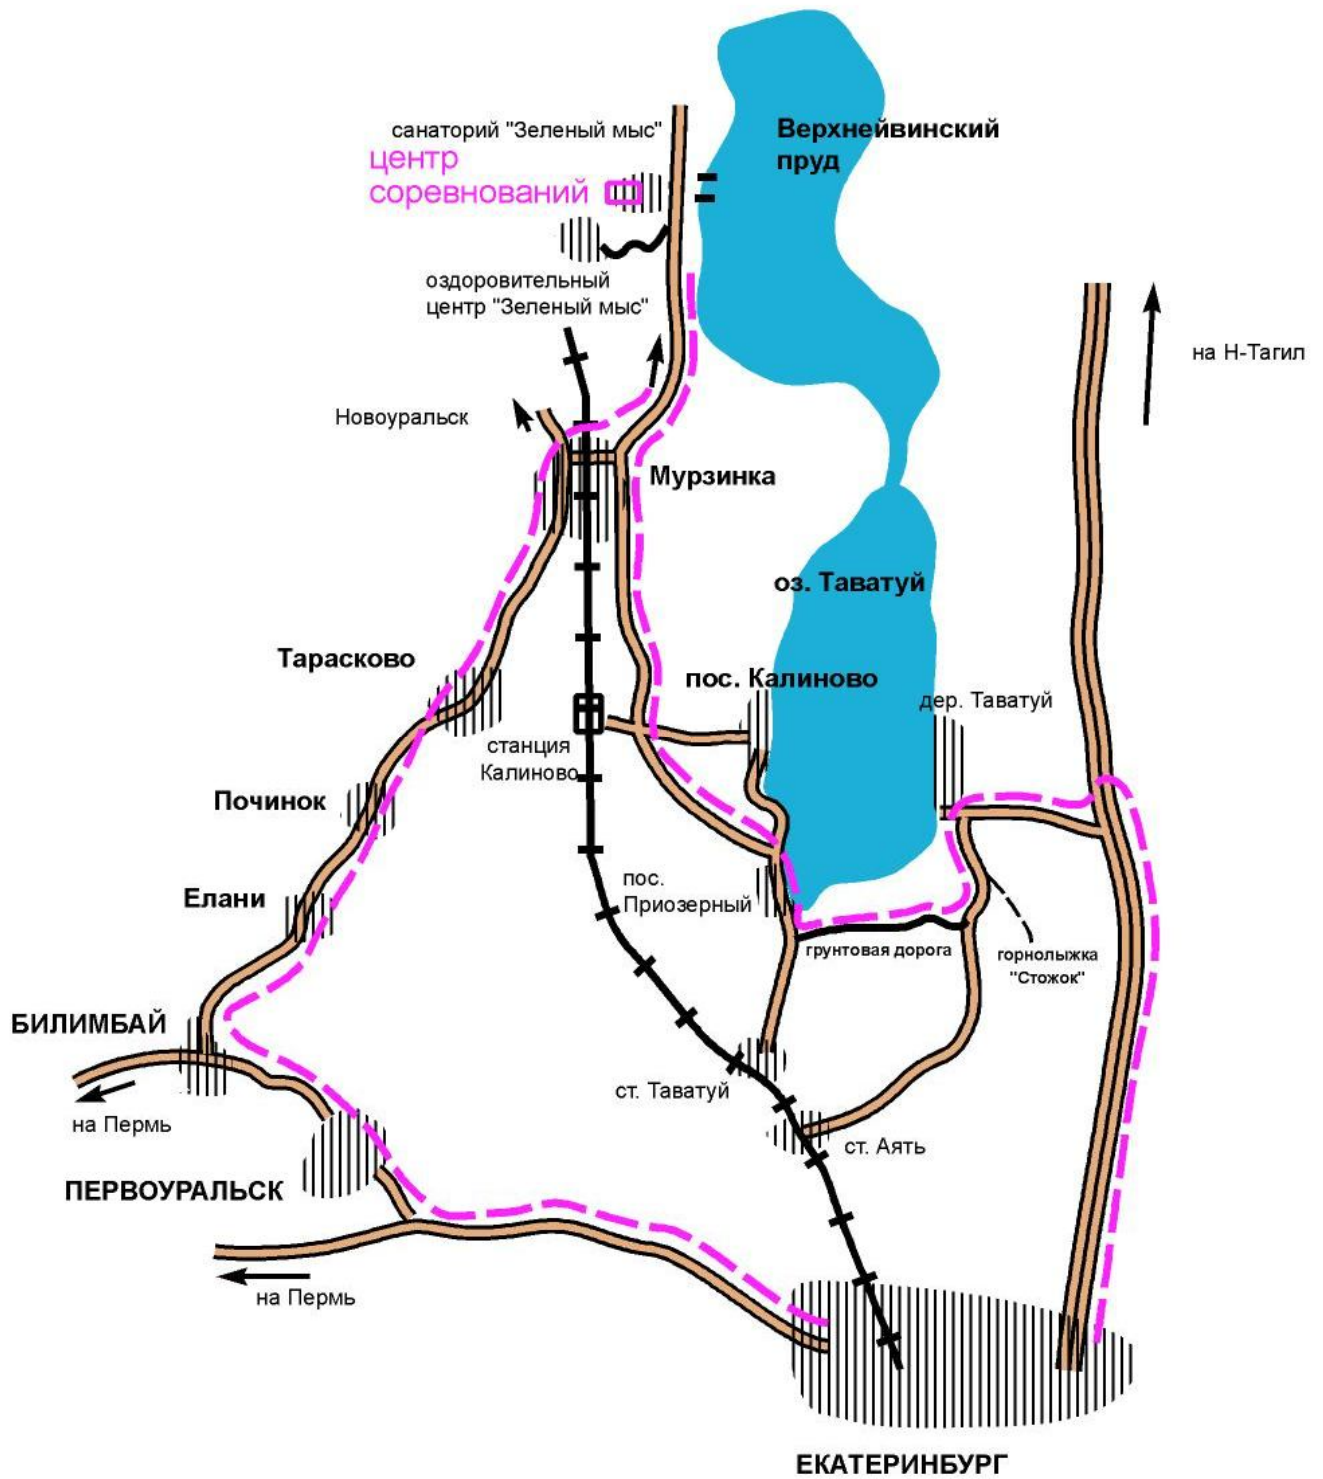 санаторий "Зеленый мыс"
центр
соревнований
Верхнейвинский
пруд
оздоровительный
центр "Зеленый мыс"
на Н-Тагил
Новоуральск
Мурзинка
оз. Таватуй
Тарасково
пос. Калиново
дер. Таватуй
станция
Калиново
Починок
пос.
Приозерный
Елани
грунтовая дорога
горнолыжка
"Стожок"
БИЛИМБАЙ
на Пермь
ст. Таватуй
ст. Аять
ПЕРВОУРАЛЬСК
на Пермь
ЕКАТЕРИНБУРГ